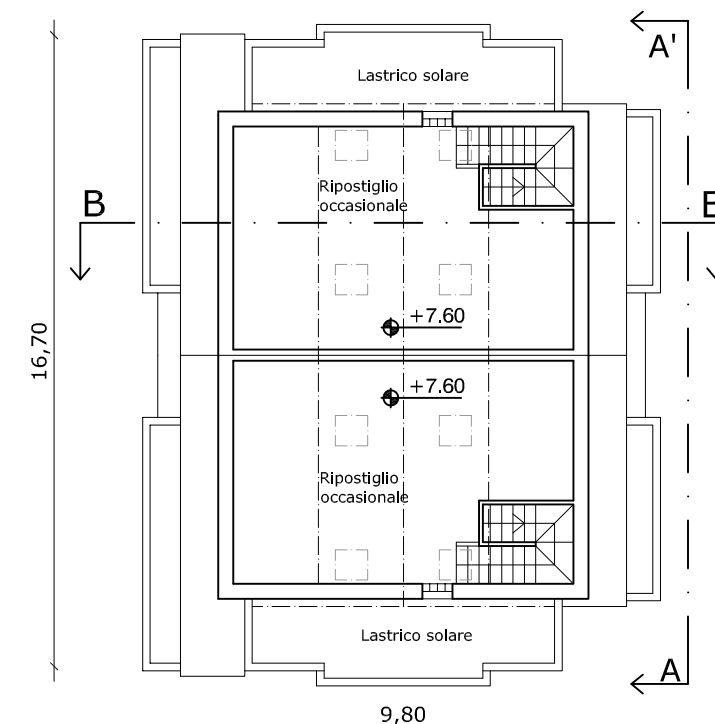 A'
Lastrico solare
Ripostiglio
occasionale
B
B
+7.60
16,70
+7.60
Ripostiglio
occasionale
Lastrico solare
A
9,80